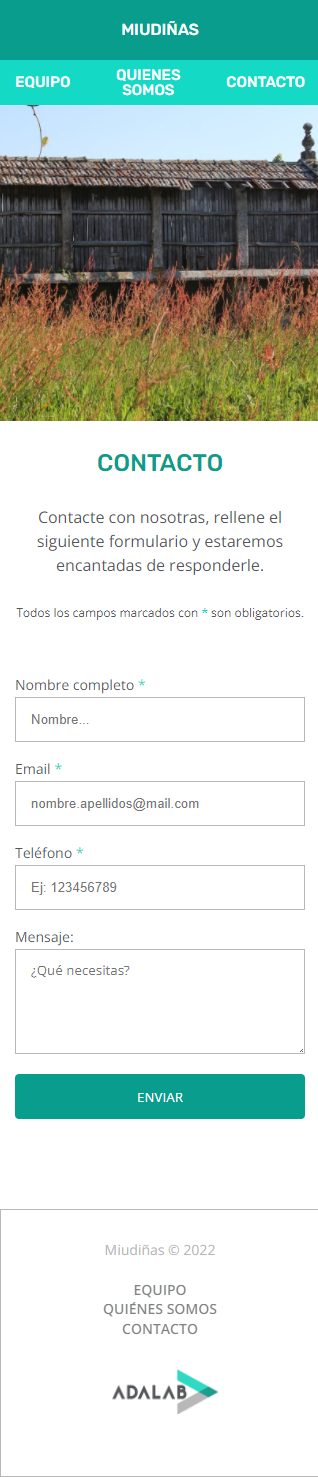 MIUDIÑAS
EQUIPO
QUIENES
SOMOS
CONTACTO
CONTACTO
Contacte con nosotras, rellene el
siguiente formulario y estaremos
encantadas de responderle.
Todos los campos marcados con * son obligatorios.
Nombre completo *
Nombre...
Email *
nombre.apellidos@mail.com
Teléfono *
Ej: 123456789
Mensaje:
¿Qué necesitas?
ENVIAR
Miudiñas © 2022
EQUIPO
QUIÉNES SOMOS
CONTACTO
ADALAB